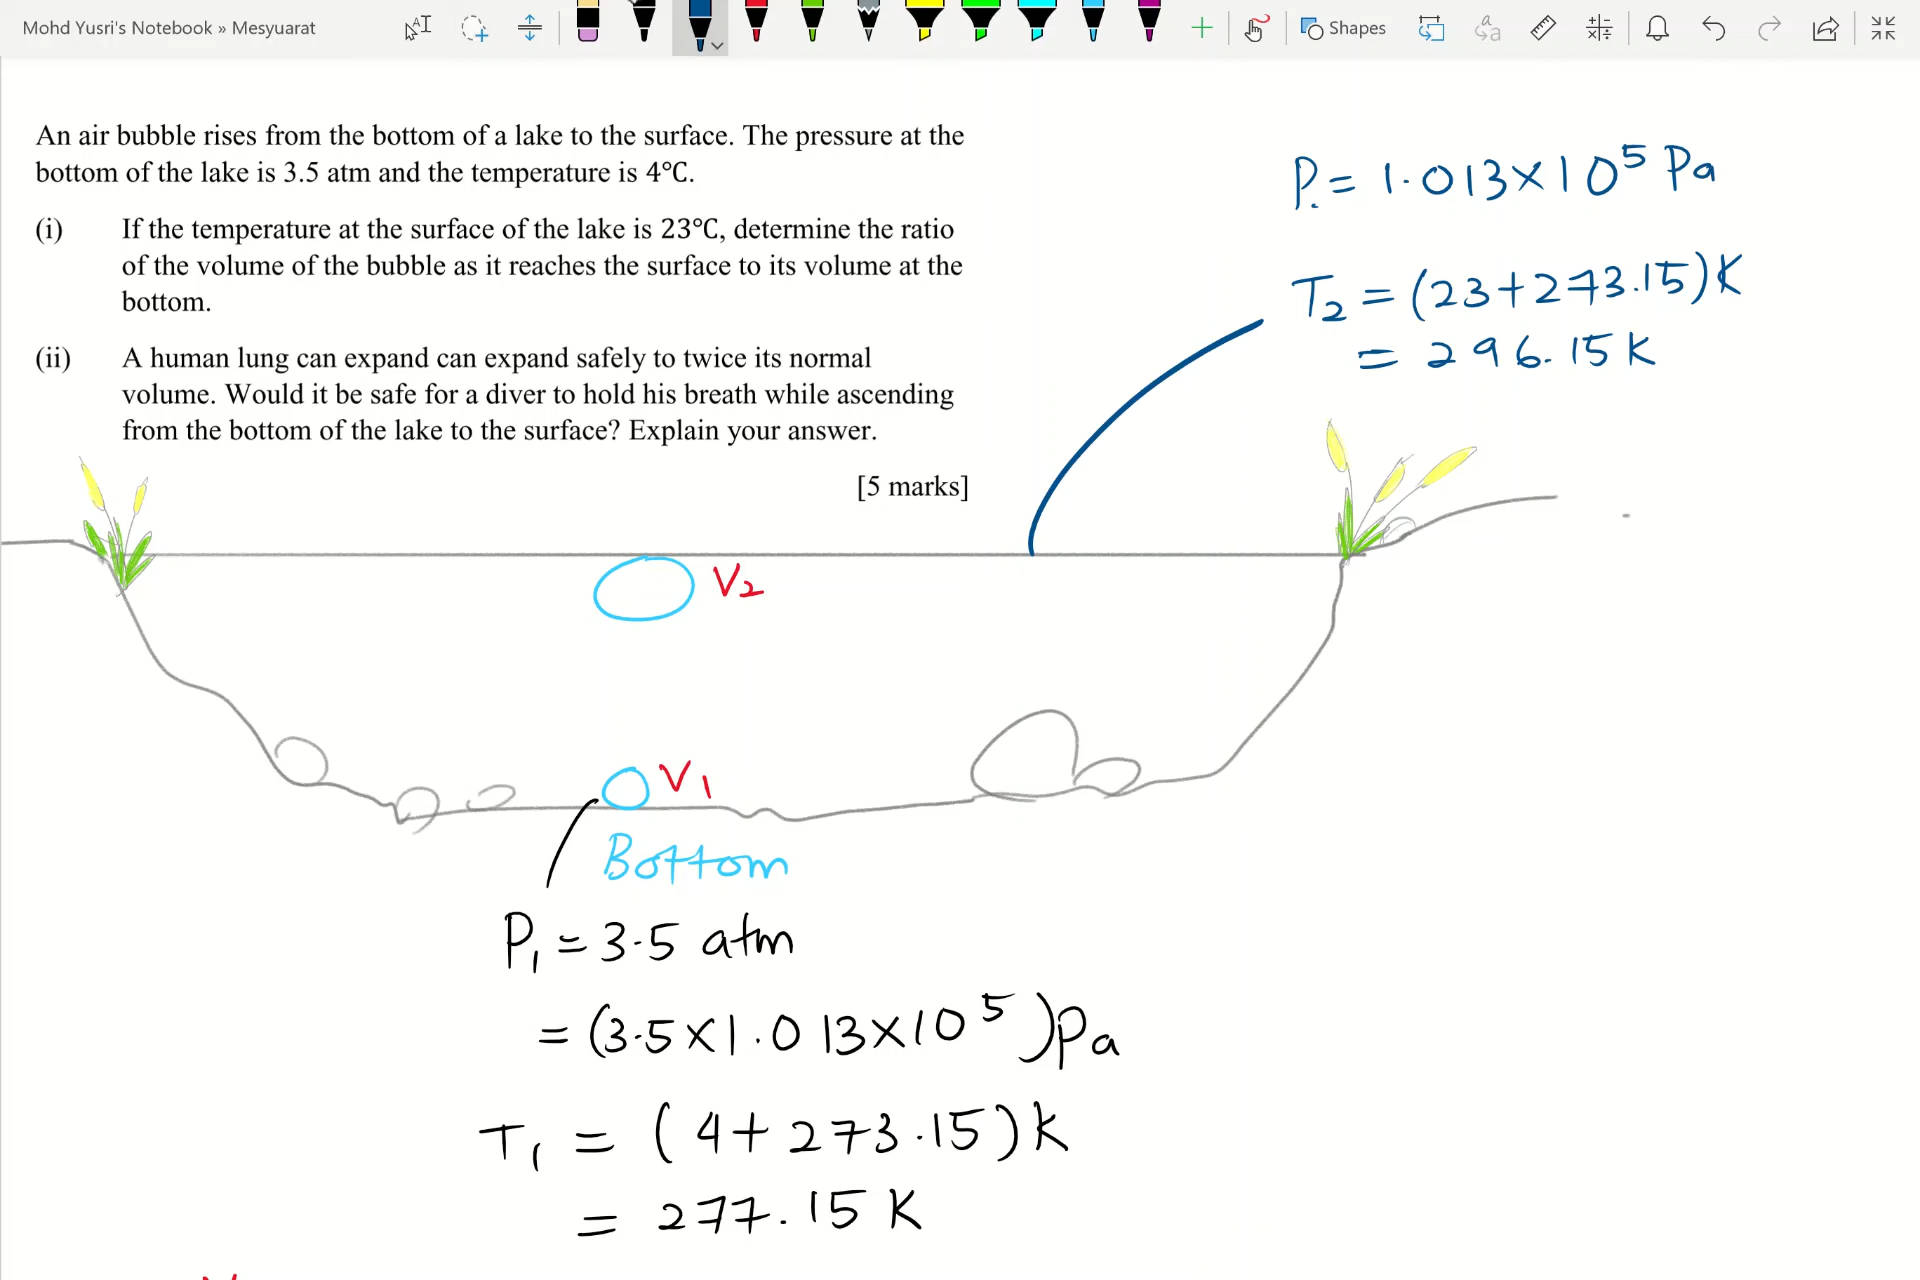 Mohd Yusri's Notebook » Mesyuarat
Shapes
An air bubble rises from the bottom of a lake to the surface. The pressure at the
bottom of the lake is 3.5 atm and the temperature is 4°C.
(i) If the temperature at the surface of the lake is 23°C, determine the ratio
of the volume of the bubble as it reaches the surface to its volume at the
bottom.
(ii) A human lung can expand can expand safely to twice its normal
volume. Would it be safe for a diver to hold his breath while ascending
from the bottom of the lake to the surface? Explain your answer.
[5 marks]
P. = 1.013×10⁵ Pa
T₂ = (23+273.15)K
= 296.15 K
V₂
V₁
Bottom
P₁ = 3.5 atm
= (3.5×1.013×10⁵)Pa
T₁ = (4+273.15)K
= 277.15 K